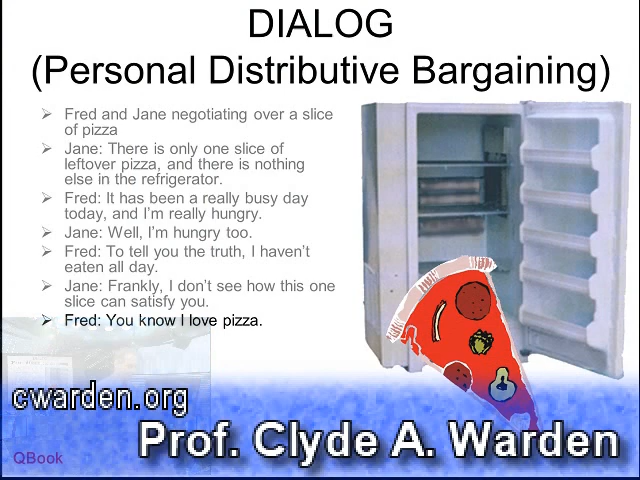 DIALOG
(Personal Distributive Bargaining)
Fred and Jane negotiating over a slice
of pizza
Jane: There is only one slice of
leftover pizza, and there is nothing
else in the refrigerator.
Fred: It has been a really busy day
today, and I’m really hungry.
Jane: Well, I’m hungry too.
Fred: To tell you the truth, I haven’t
eaten all day.
Jane: Frankly, I don’t see how this one
slice can satisfy you.
Fred: You know I love pizza.
cwarden.org
Prof. Clyde A. Warden
QBook